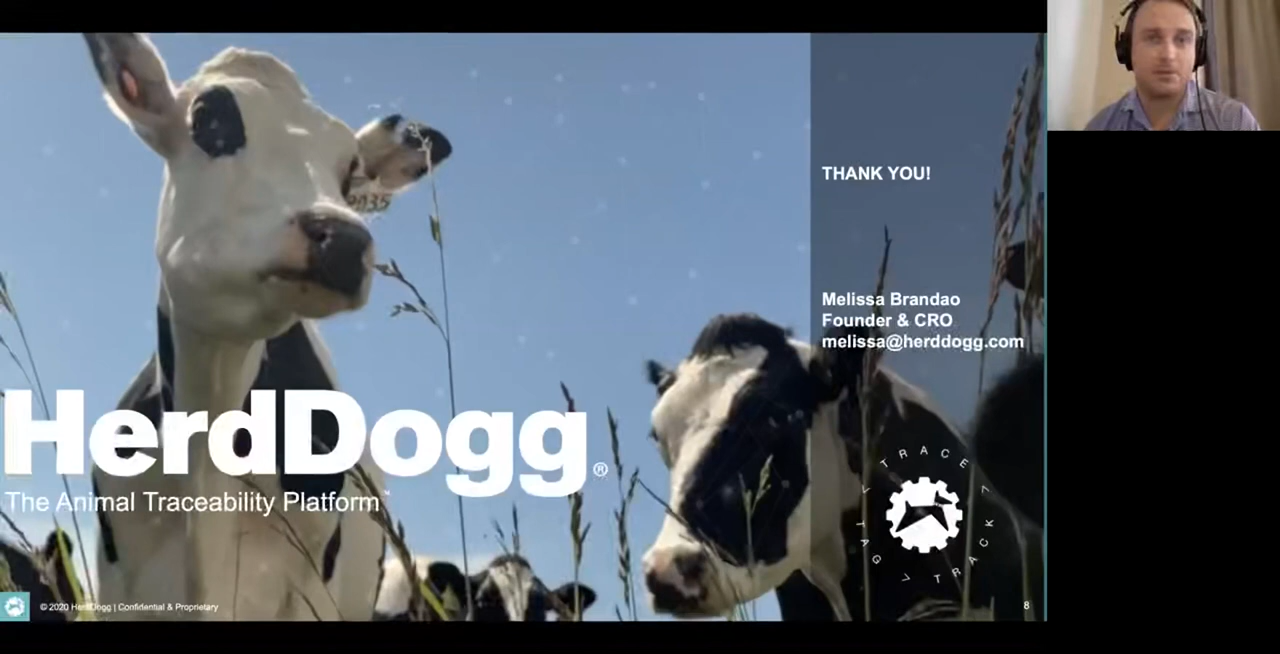 2035
THANK YOU!
Melissa Brandao
Founder & CRO
melissa@herddogg.com
HerdDogg®
The Animal Traceability Platform™
TRACE
TRACK
TAG
© 2020 HerdDogg | Confidential & Proprietary
8